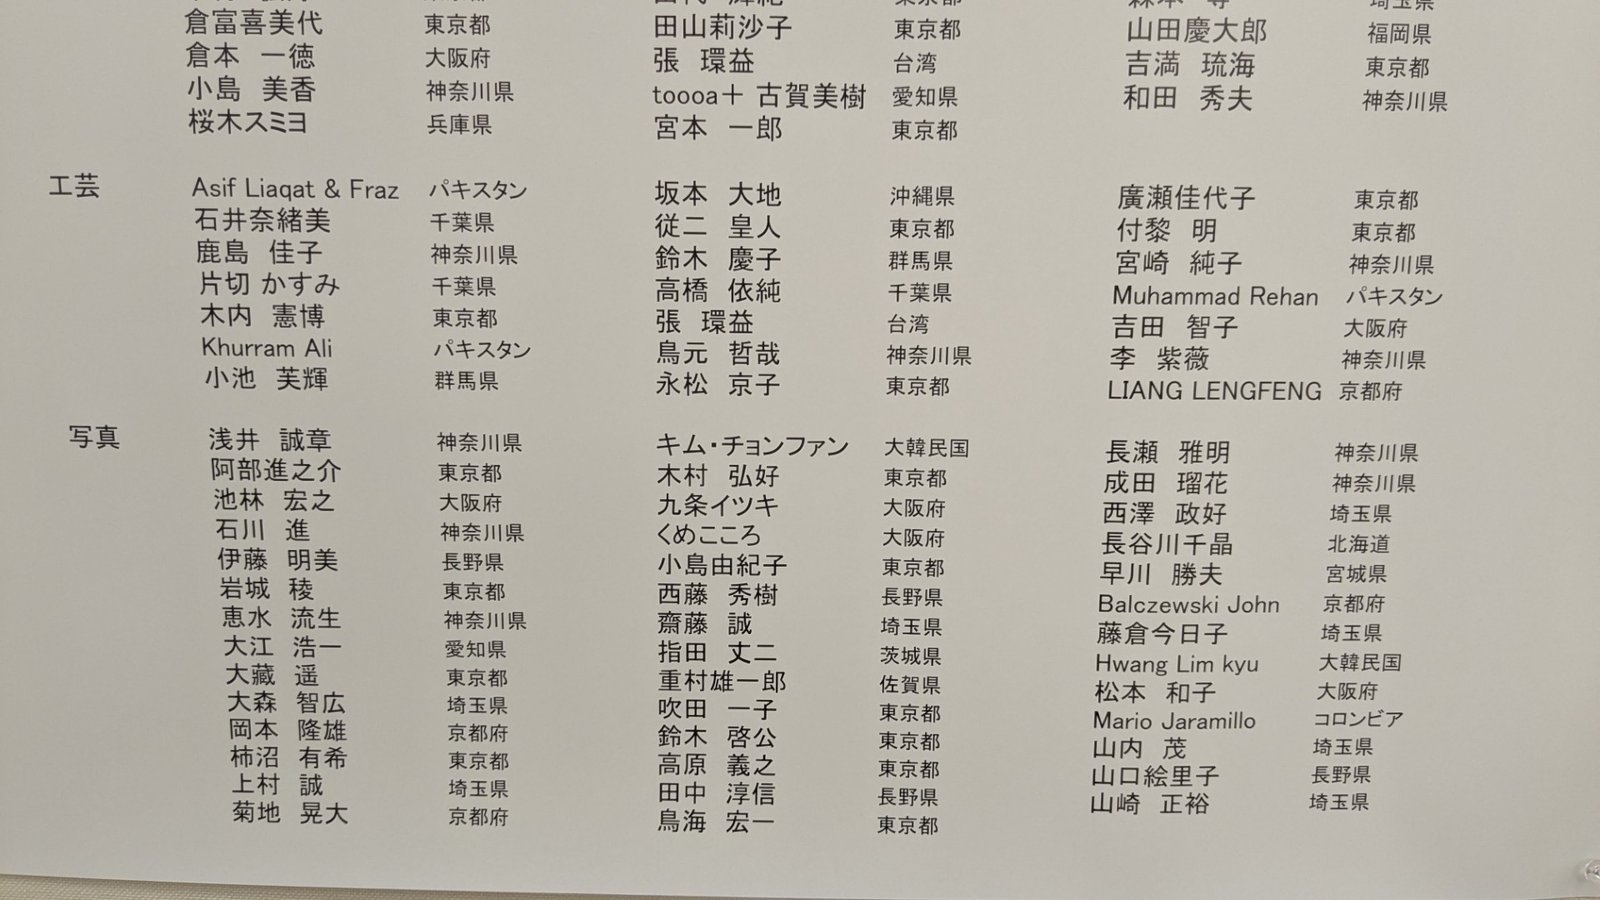 倉富喜美代 東京都 田山莉沙子 東京都 山田慶大郎 福岡県
倉本 一徳 大阪府 張 環益 台湾 吉満 琉海 東京都
小島 美香 神奈川県 toooa＋ 古賀美樹 愛知県 和田 秀夫 神奈川県
桜木スミヨ 兵庫県 宮本 一郎 東京都
工芸 Asif Liaqat & Fraz パキスタン 坂本 大地 沖縄県 廣瀬佳代子 東京都
石井奈緒美 千葉県 従二 皇人 東京都 付黎 明 東京都
鹿島 佳子 神奈川県 鈴木 慶子 群馬県 宮崎 純子 神奈川県
片切 かすみ 千葉県 高橋 依純 千葉県 Muhammad Rehan パキスタン
木内 憲博 東京都 張 環益 台湾 吉田 智子 大阪府
Khurram Ali パキスタン 鳥元 哲哉 神奈川県 李 紫薇 神奈川県
小池 芙輝 群馬県 永松 京子 東京都 LIANG LENGFENG 京都府
写真 浅井 誠章 神奈川県 キム・チョンファン 大韓民国 長瀬 雅明 神奈川県
阿部進之介 東京都 木村 弘好 東京都 成田 瑠花 神奈川県
池林 宏之 大阪府 九条イツキ 大阪府 西澤 政好 埼玉県
石川 進 神奈川県 くめこころ 大阪府 長谷川千晶 北海道
伊藤 明美 長野県 小島由紀子 東京都 早川 勝夫 宮城県
岩城 稜 東京都 西藤 秀樹 長野県 Balczewski John 京都府
恵水 流生 神奈川県 齋藤 誠 埼玉県 藤倉今日子 埼玉県
大江 浩一 愛知県 指田 丈二 茨城県 Hwang Lim kyu 大韓民国
大藏 遥 東京都 重村雄一郎 佐賀県 松本 和子 大阪府
大森 智広 埼玉県 吹田 一子 東京都 Mario Jaramillo コロンビア
岡本 隆雄 京都府 鈴木 啓公 東京都 山内 茂 埼玉県
柿沼 有希 東京都 高原 義之 東京都 山口絵里子 長野県
上村 誠 埼玉県 田中 淳信 長野県 山崎 正裕 埼玉県
菊地 晃大 京都府 鳥海 宏一 東京都